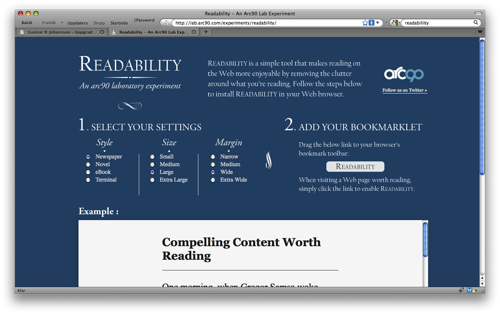 Readability – An Arc90 Lab Experiment
Bakåt
Framåt
Uppdatera
Stopp
Startsida
1Password
http://lab.arc90.com/experiments/readability/
readability
Gunnar R Johansson – Uppgrad...
Readability – An Arc90 Lab Exp...
READABILITY
An arc90 laboratory experiment
READABILITY is a simple tool that makes reading on
the Web more enjoyable by removing the clutter
around what you're reading. Follow the steps below
to install READABILITY in your Web browser.
arc90
Follow us on Twitter »
1. SELECT YOUR SETTINGS
Style
Newspaper
Novel
eBook
Terminal
Size
Small
Medium
Large
Extra Large
Margin
Narrow
Medium
Wide
Extra Wide
2. ADD YOUR BOOKMARKLET
Drag the below link to your browser's
bookmark toolbar:
READABILITY
When visiting a Web page worth reading,
simply click the link to enable READABILITY.
Example :
Compelling Content Worth
Reading
One morning, when Gregor Samsa woke
Klar